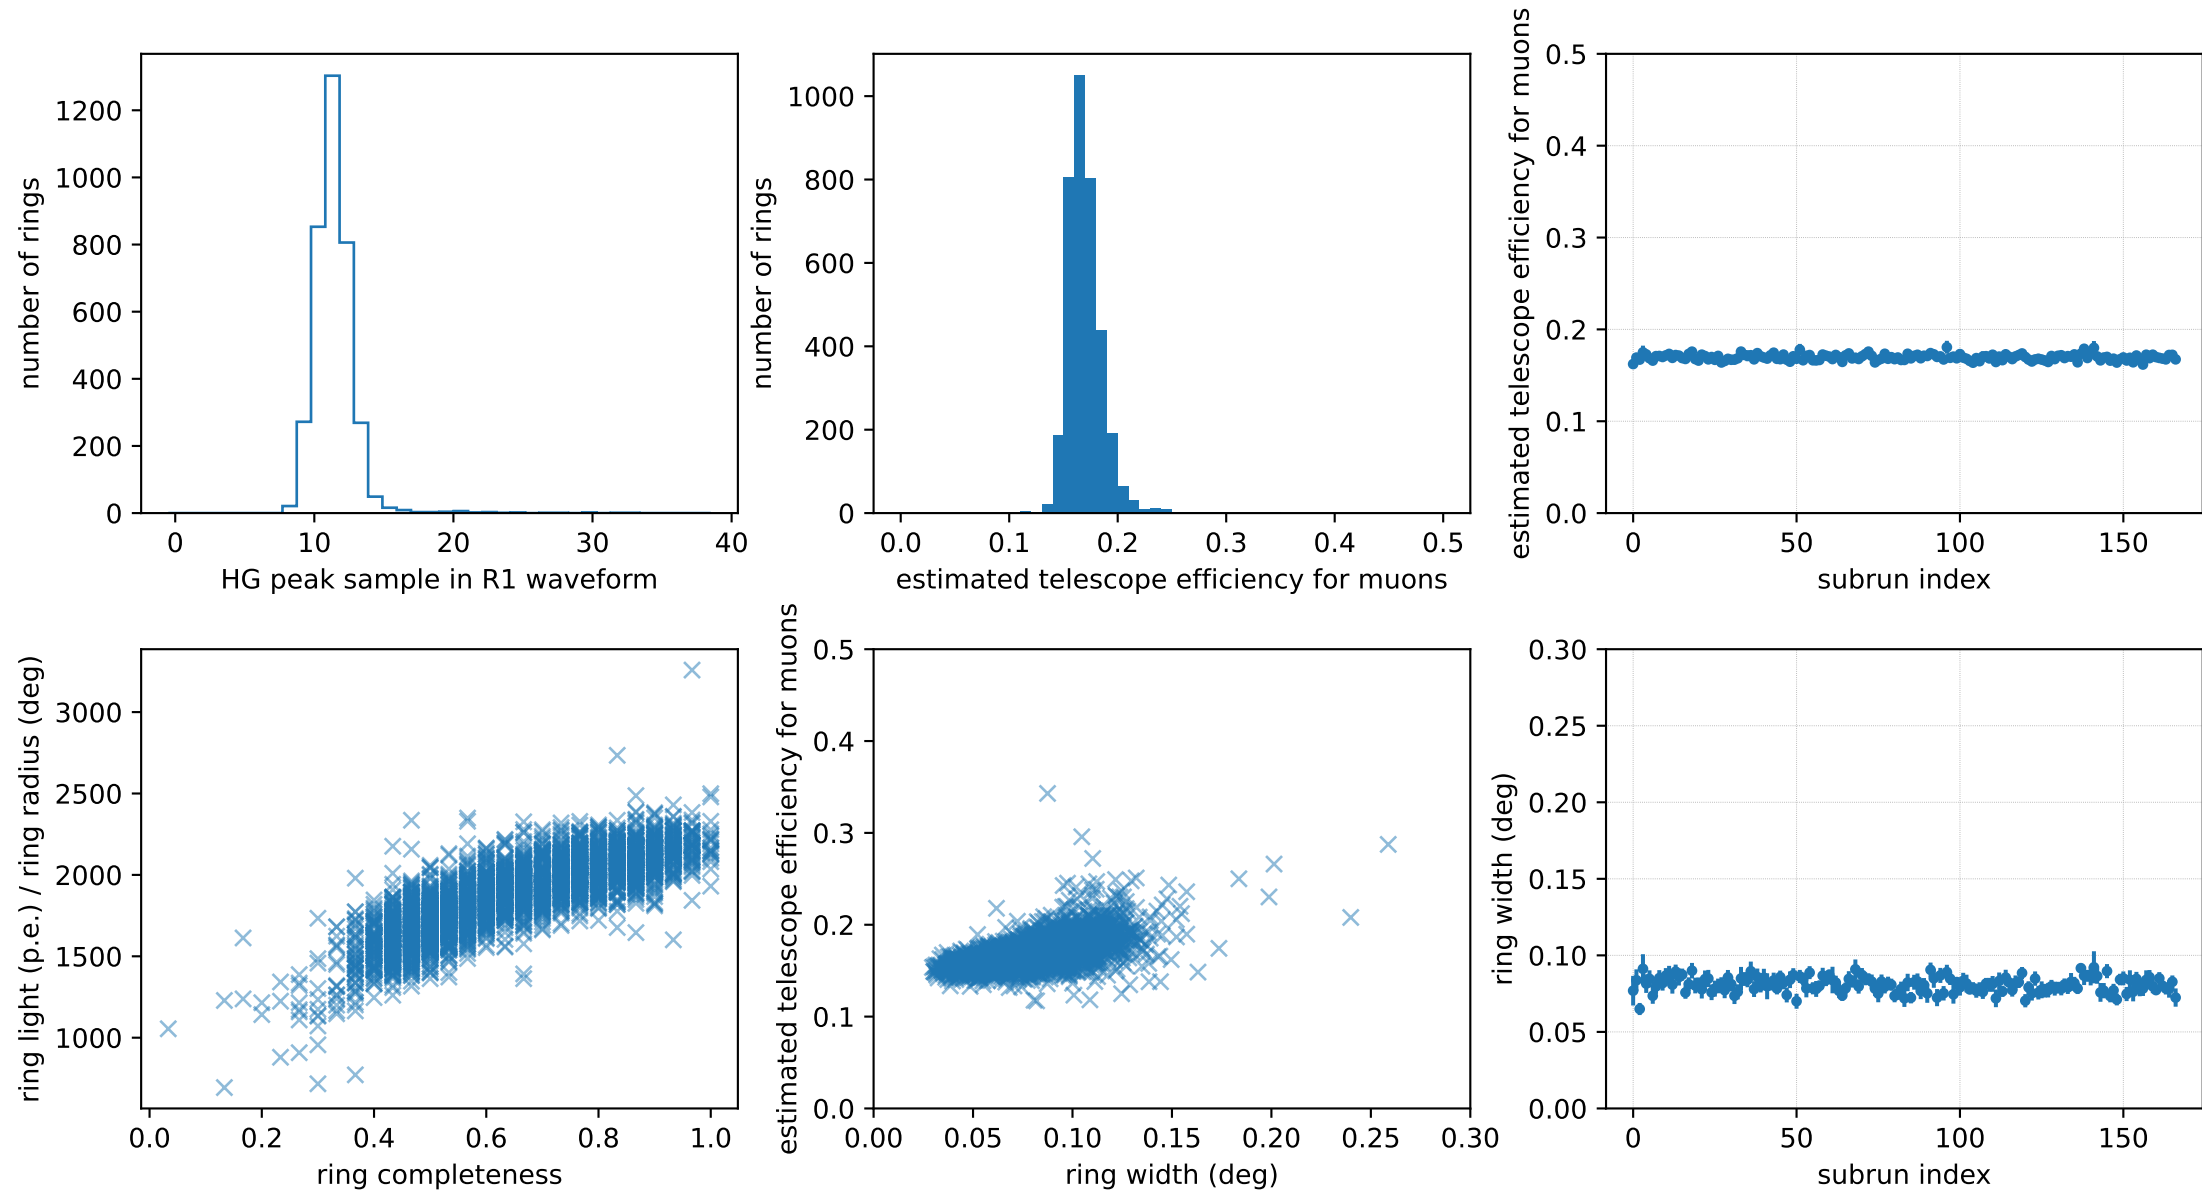 number of rings
1200
1000
800
600
400
200
0
0 10 20 30 40
HG peak sample in R1 waveform
number of rings
1000
800
600
400
200
0
0.0 0.1 0.2 0.3 0.4 0.5
estimated telescope efficiency for muons
estimated telescope efficiency for muons
0.5
0.4
0.3
0.2
0.1
0.0
0 50 100 150
subrun index
ring light (p.e.) / ring radius (deg)
3000
2500
2000
1500
1000
0.0 0.2 0.4 0.6 0.8 1.0
ring completeness
estimated telescope efficiency for muons
0.5
0.4
0.3
0.2
0.1
0.0
0.00 0.05 0.10 0.15 0.20 0.25 0.30
ring width (deg)
ring width (deg)
0.30
0.25
0.20
0.15
0.10
0.05
0.00
0 50 100 150
subrun index